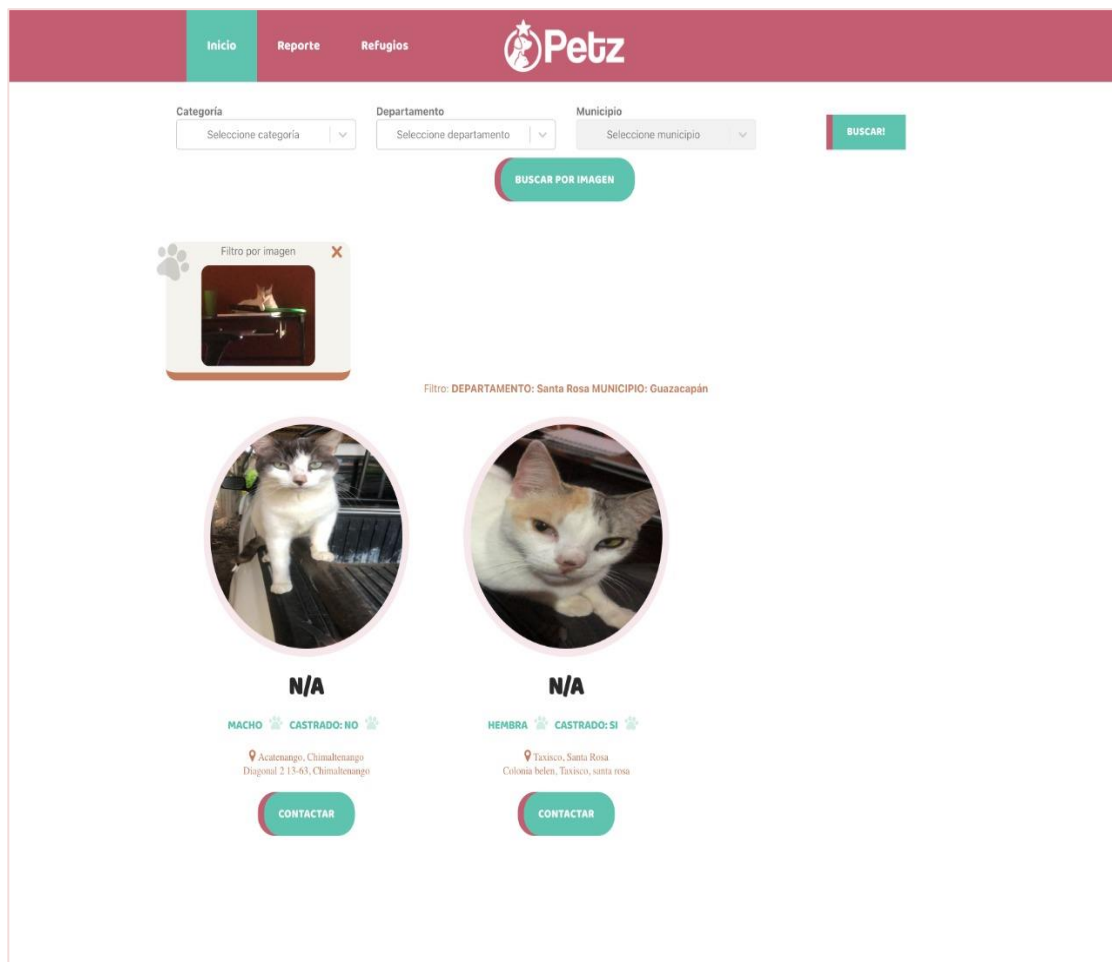 Inicio Reporte Refugios Petz
Categoría Departamento Municipio
Seleccione categoría Seleccione departamento Seleccione municipio BUSCAR!
BUSCAR POR IMAGEN
Filtro por imagen
Filtro: DEPARTAMENTO: Santa Rosa MUNICIPIO: Guazacapán
N/A N/A
MACHO CASTRADO: NO HEMBRA CASTRADO: SI
Acatenango, Chimaltenango Taxisco, Santa Rosa
Diagonal 2 13-63, Chimaltenango Colonia belen, Taxisco, santa rosa
CONTACTAR CONTACTAR